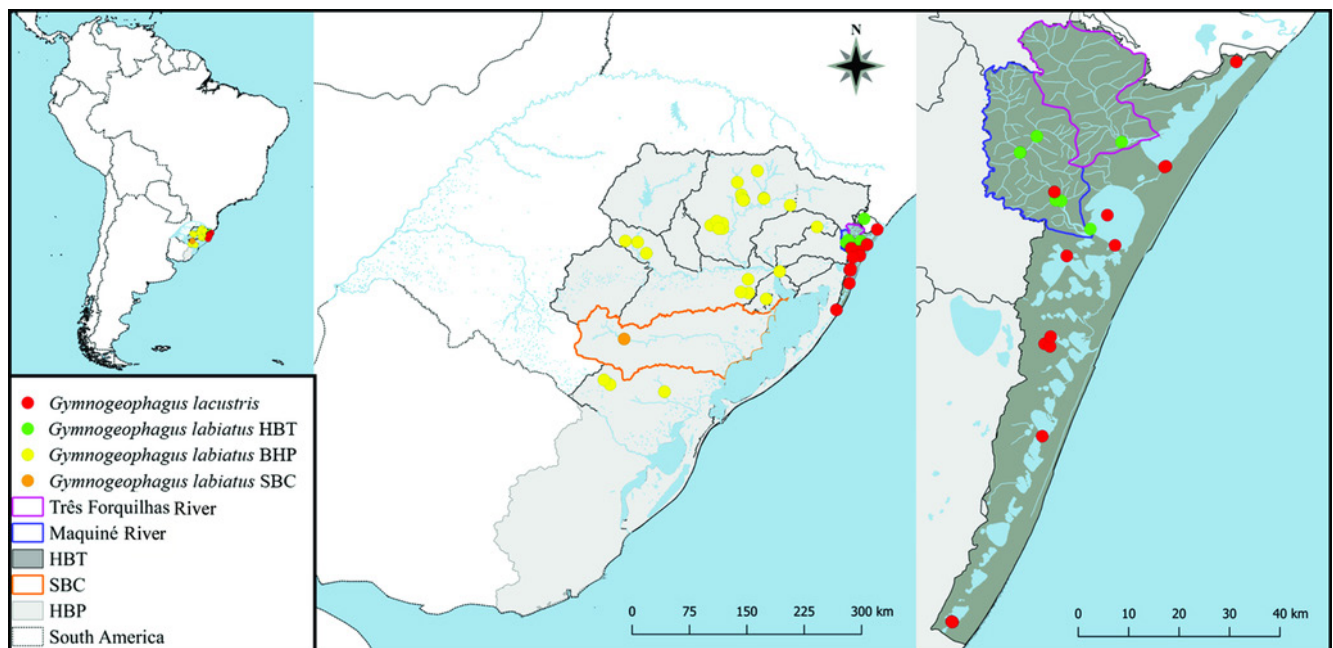 N
Gymnogeophagus lacustris
Gymnogeophagus labiatus HBT
Gymnogeophagus labiatus BHP
Gymnogeophagus labiatus SBC
Três Forquilhas River
Maquiné River
HBT
SBC
HBP
South America
0 75 150 225 300 km
0 10 20 30 40 km